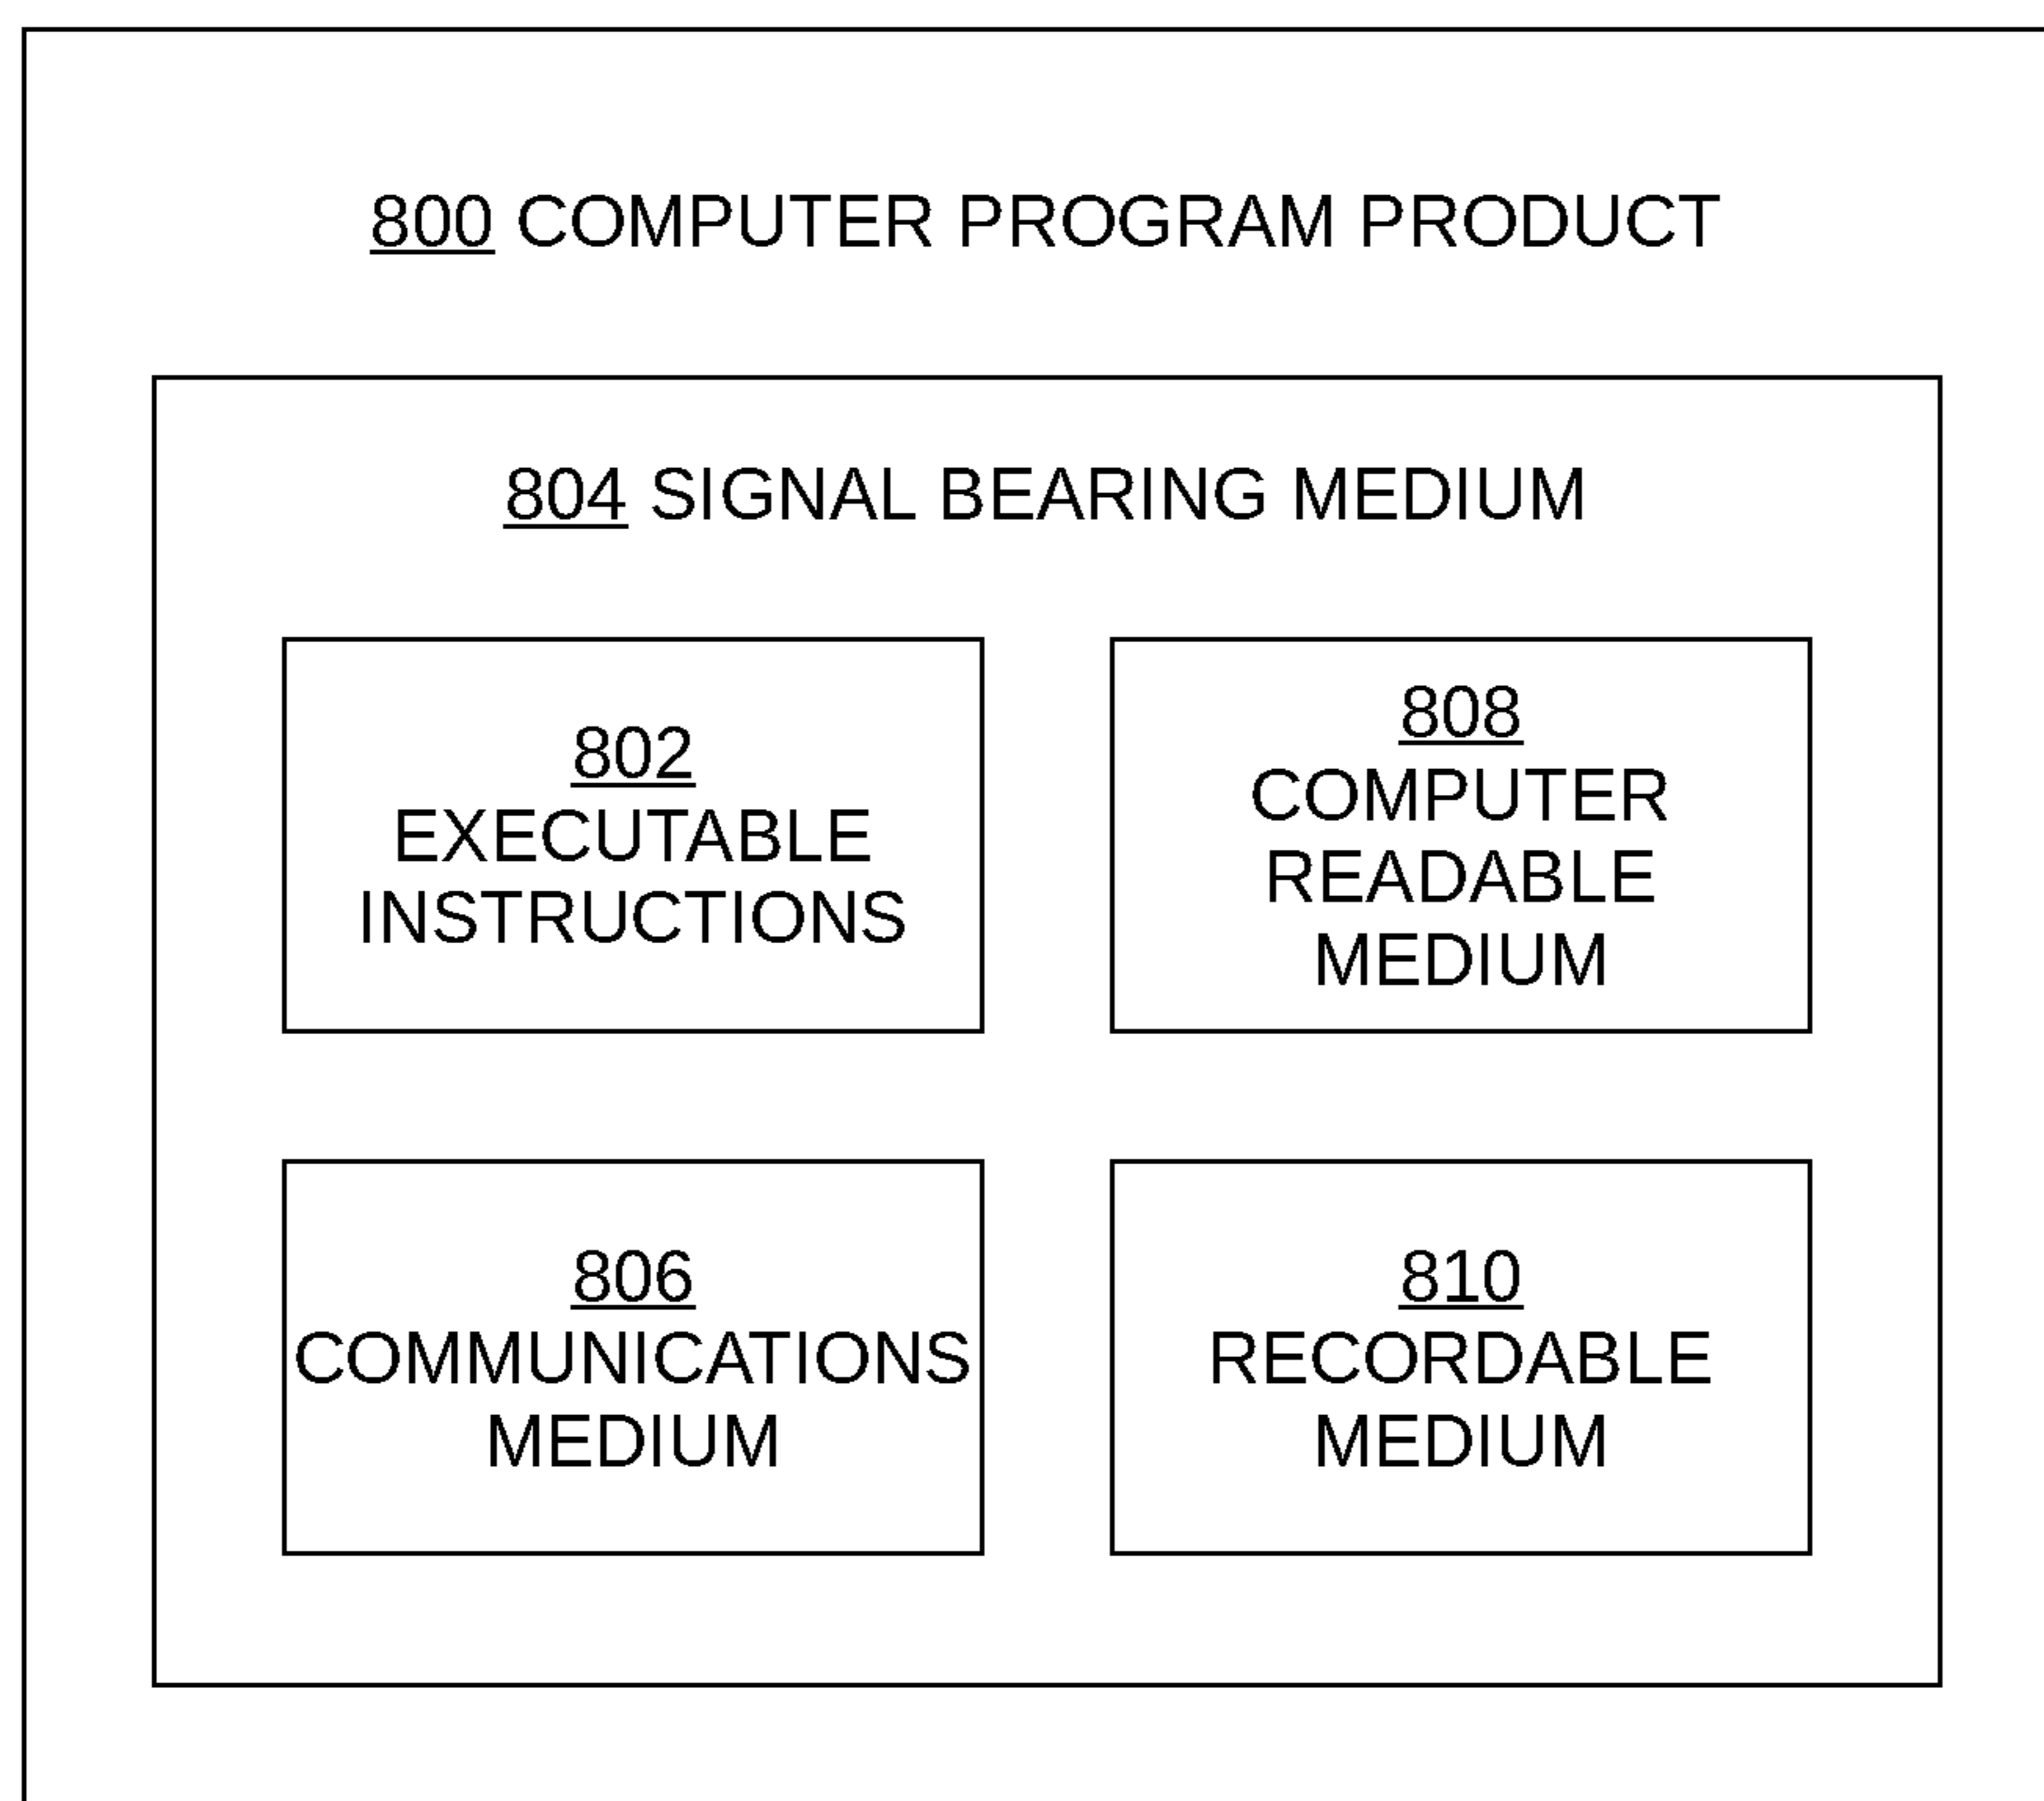 800 COMPUTER PROGRAM PRODUCT
804 SIGNAL BEARING MEDIUM
802
EXECUTABLE
INSTRUCTIONS
808
COMPUTER
READABLE
MEDIUM
806
COMMUNICATIONS
MEDIUM
810
RECORDABLE
MEDIUM